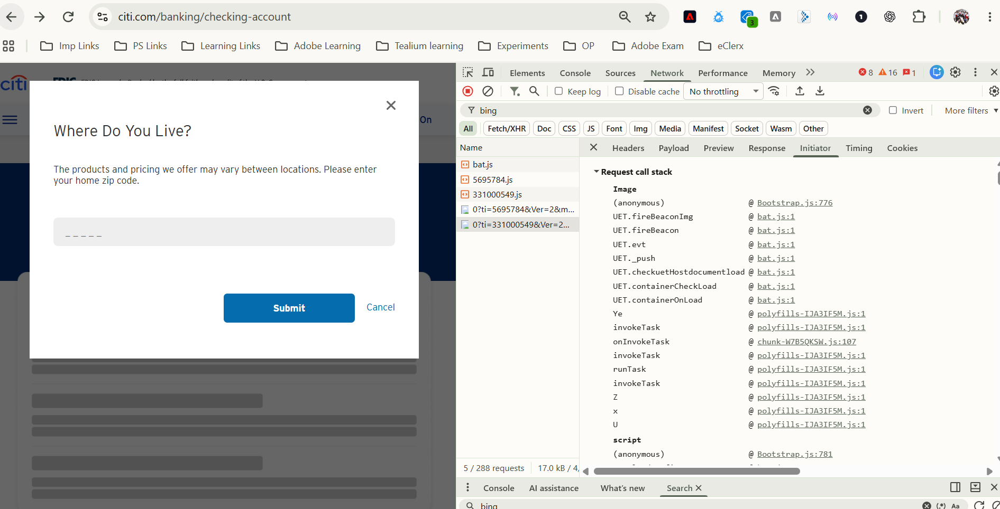 citi.com/banking/checking-account
3
1
Imp Links
PS Links
Learning Links
Adobe Learning
Tealium learning
Experiments
OP
Adobe Exam
eClerx
citi
On
Where Do You Live?
The products and pricing we offer may vary between locations. Please enter
your home zip code.
_ _ _ _ _
Submit
Cancel
Elements
Console
Sources
Network
Performance
Memory
8
16
1
Keep log
Disable cache
No throttling
bing
Invert
More filters
All
Fetch/XHR
Doc
CSS
JS
Font
Img
Media
Manifest
Socket
Wasm
Other
Name
bat.js
5695784.js
331000549.js
0?ti=5695784&Ver=2&m...
0?ti=331000549&Ver=2...
Headers
Payload
Preview
Response
Initiator
Timing
Cookies
Request call stack
Image
(anonymous) @ Bootstrap.js:776
UET.fireBeaconImg @ bat.js:1
UET.fireBeacon @ bat.js:1
UET.evt @ bat.js:1
UET._push @ bat.js:1
UET.checkuetHostdocumentload @ bat.js:1
UET.containerCheckLoad @ bat.js:1
UET.containerOnLoad @ bat.js:1
Ye @ polyfills-IJA3IF5M.js:1
invokeTask @ polyfills-IJA3IF5M.js:1
onInvokeTask @ chunk-W7B5QKSW.js:107
invokeTask @ polyfills-IJA3IF5M.js:1
runTask @ polyfills-IJA3IF5M.js:1
invokeTask @ polyfills-IJA3IF5M.js:1
Z @ polyfills-IJA3IF5M.js:1
x @ polyfills-IJA3IF5M.js:1
U @ polyfills-IJA3IF5M.js:1
script
(anonymous) @ Bootstrap.js:781
5 / 288 requests
17.0 kB / 4,
Console
AI assistance
What's new
Search
bing
(.*)
Aa